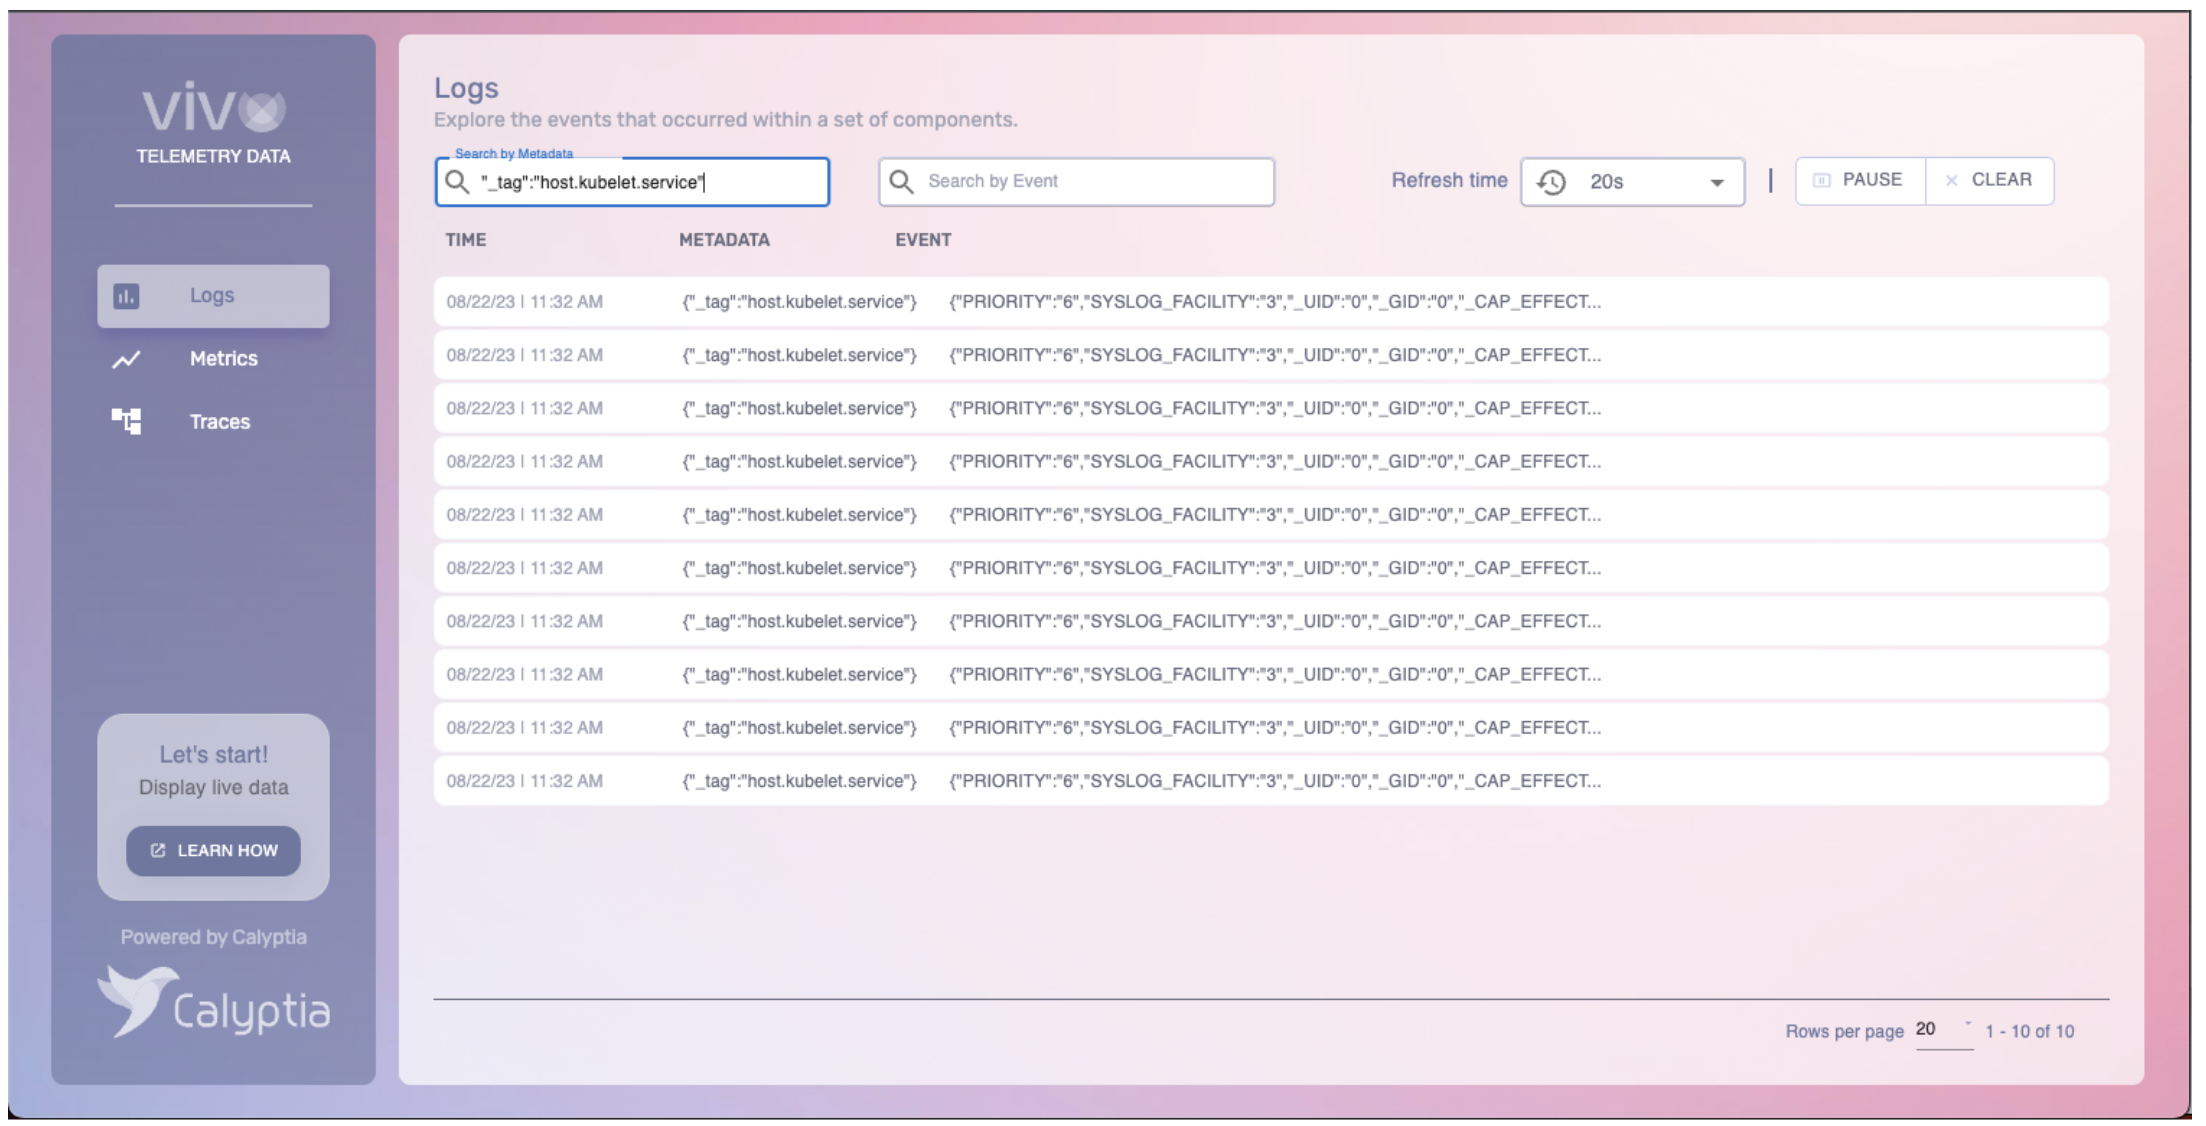 vivo
TELEMETRY DATA
Logs
Metrics
Traces
Let's start!
Display live data
LEARN HOW
Powered by Calyptia
Calyptia
Logs
Explore the events that occurred within a set of components.
Search by Metadata
"_tag":"host.kubelet.service"
Search by Event
Refresh time 20s | PAUSE CLEAR
TIME METADATA EVENT
08/22/23 | 11:32 AM {"_tag":"host.kubelet.service"} {"PRIORITY":"6","SYSLOG_FACILITY":"3","_UID":"0","_GID":"0","_CAP_EFFECT...
08/22/23 | 11:32 AM {"_tag":"host.kubelet.service"} {"PRIORITY":"6","SYSLOG_FACILITY":"3","_UID":"0","_GID":"0","_CAP_EFFECT...
08/22/23 | 11:32 AM {"_tag":"host.kubelet.service"} {"PRIORITY":"6","SYSLOG_FACILITY":"3","_UID":"0","_GID":"0","_CAP_EFFECT...
08/22/23 | 11:32 AM {"_tag":"host.kubelet.service"} {"PRIORITY":"6","SYSLOG_FACILITY":"3","_UID":"0","_GID":"0","_CAP_EFFECT...
08/22/23 | 11:32 AM {"_tag":"host.kubelet.service"} {"PRIORITY":"6","SYSLOG_FACILITY":"3","_UID":"0","_GID":"0","_CAP_EFFECT...
08/22/23 | 11:32 AM {"_tag":"host.kubelet.service"} {"PRIORITY":"6","SYSLOG_FACILITY":"3","_UID":"0","_GID":"0","_CAP_EFFECT...
08/22/23 | 11:32 AM {"_tag":"host.kubelet.service"} {"PRIORITY":"6","SYSLOG_FACILITY":"3","_UID":"0","_GID":"0","_CAP_EFFECT...
08/22/23 | 11:32 AM {"_tag":"host.kubelet.service"} {"PRIORITY":"6","SYSLOG_FACILITY":"3","_UID":"0","_GID":"0","_CAP_EFFECT...
08/22/23 | 11:32 AM {"_tag":"host.kubelet.service"} {"PRIORITY":"6","SYSLOG_FACILITY":"3","_UID":"0","_GID":"0","_CAP_EFFECT...
08/22/23 | 11:32 AM {"_tag":"host.kubelet.service"} {"PRIORITY":"6","SYSLOG_FACILITY":"3","_UID":"0","_GID":"0","_CAP_EFFECT...
Rows per page 20 1 - 10 of 10